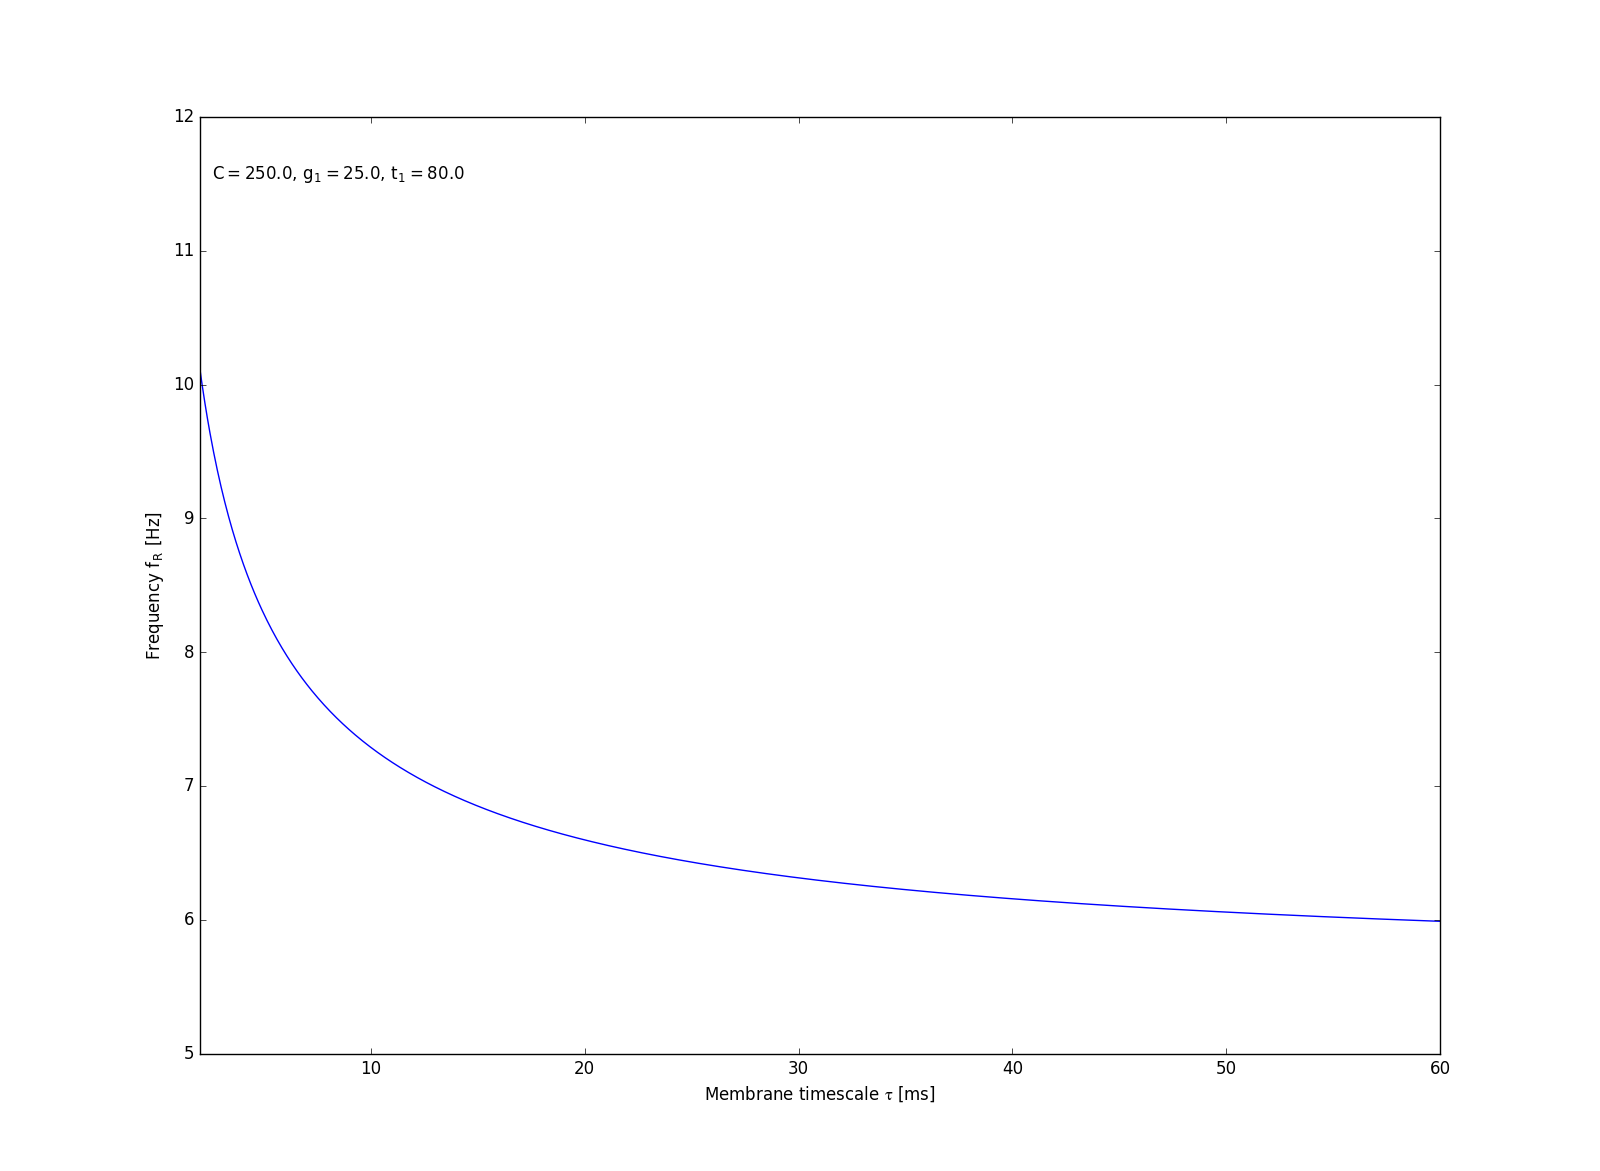 12
C = 250.0, g₁ = 25.0, t₁ = 80.0
11
10
9
8
7
6
5
Frequency f_R [Hz]
10 20 30 40 50 60
Membrane timescale τ [ms]